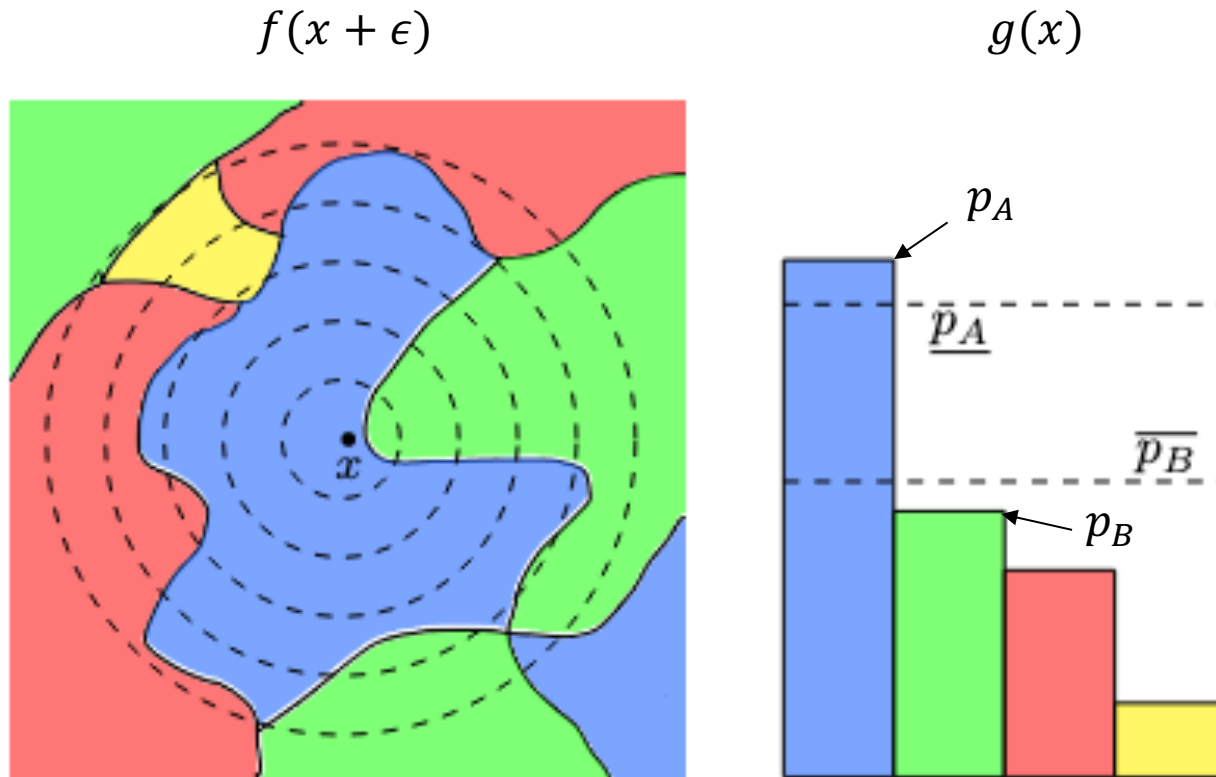 f(x + ϵ)
g(x)
p_A
\underline{p_A}
\overline{p_B}
x
p_B